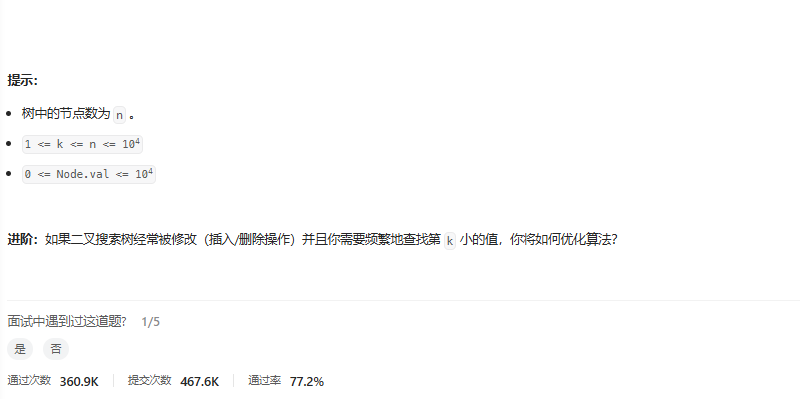 提示：
树中的节点数为 n 。
1 <= k <= n <= 10⁴
0 <= Node.val <= 10⁴
进阶：如果二叉搜索树经常被修改（插入/删除操作）并且你需要频繁地查找第 k 小的值，你将如何优化算法？
面试中遇到过这道题? 1/5
是 否
通过次数 360.9K 提交次数 467.6K 通过率 77.2%